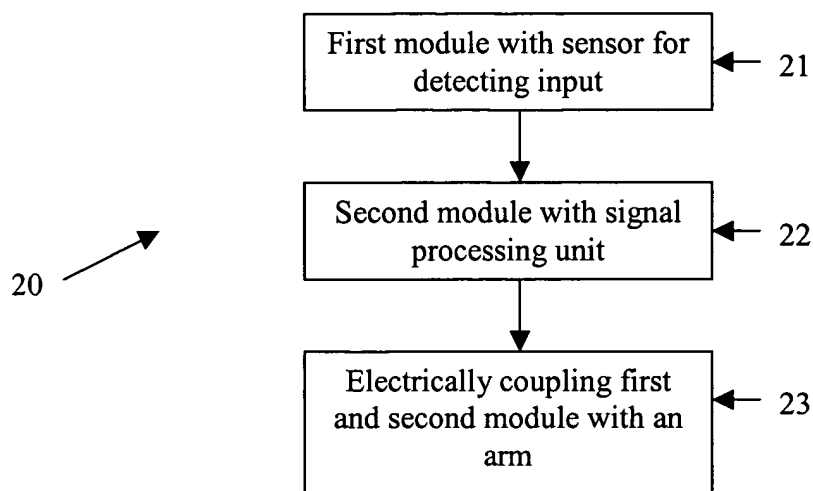 First module with sensor for
detecting input
21
Second module with signal
processing unit
22
20
Electrically coupling first
and second module with an
arm
23